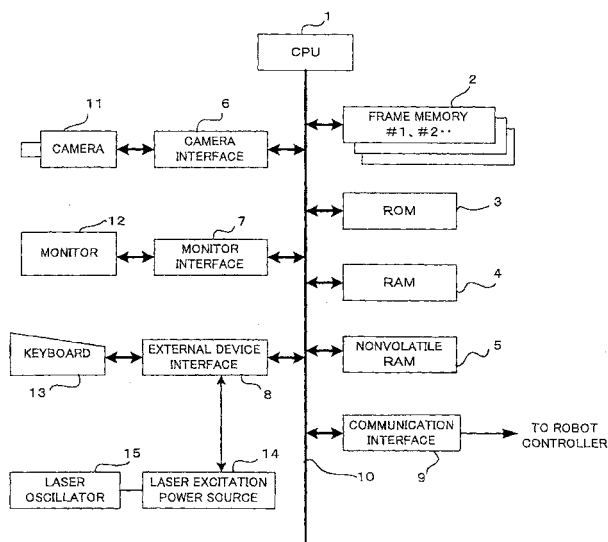 1
CPU
2
FRAME MEMORY
#1、#2・・
11
CAMERA
6
CAMERA
INTERFACE
3
ROM
12
MONITOR
7
MONITOR
INTERFACE
4
RAM
KEYBOARD
13
EXTERNAL DEVICE
INTERFACE
8
5
NONVOLATILE
RAM
COMMUNICATION
INTERFACE
9
TO ROBOT
CONTROLLER
10
15
LASER
OSCILLATOR
14
LASER EXCITATION
POWER SOURCE